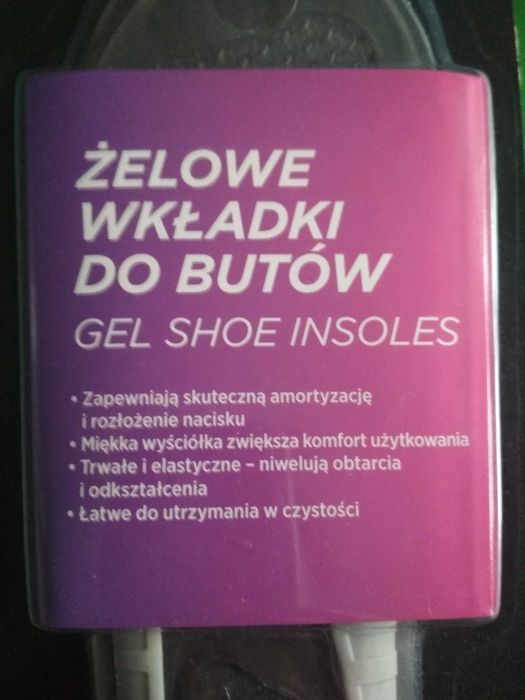 ŻELOWE
WKŁADKI
DO BUTÓW
GEL SHOE INSOLES
• Zapewniają skuteczną amortyzację
i rozłożenie nacisku
• Miękka wyściółka zwiększa komfort użytkowania
• Trwałe i elastyczne – niwelują obtarcia
i odkształcenia
• Łatwe do utrzymania w czystości